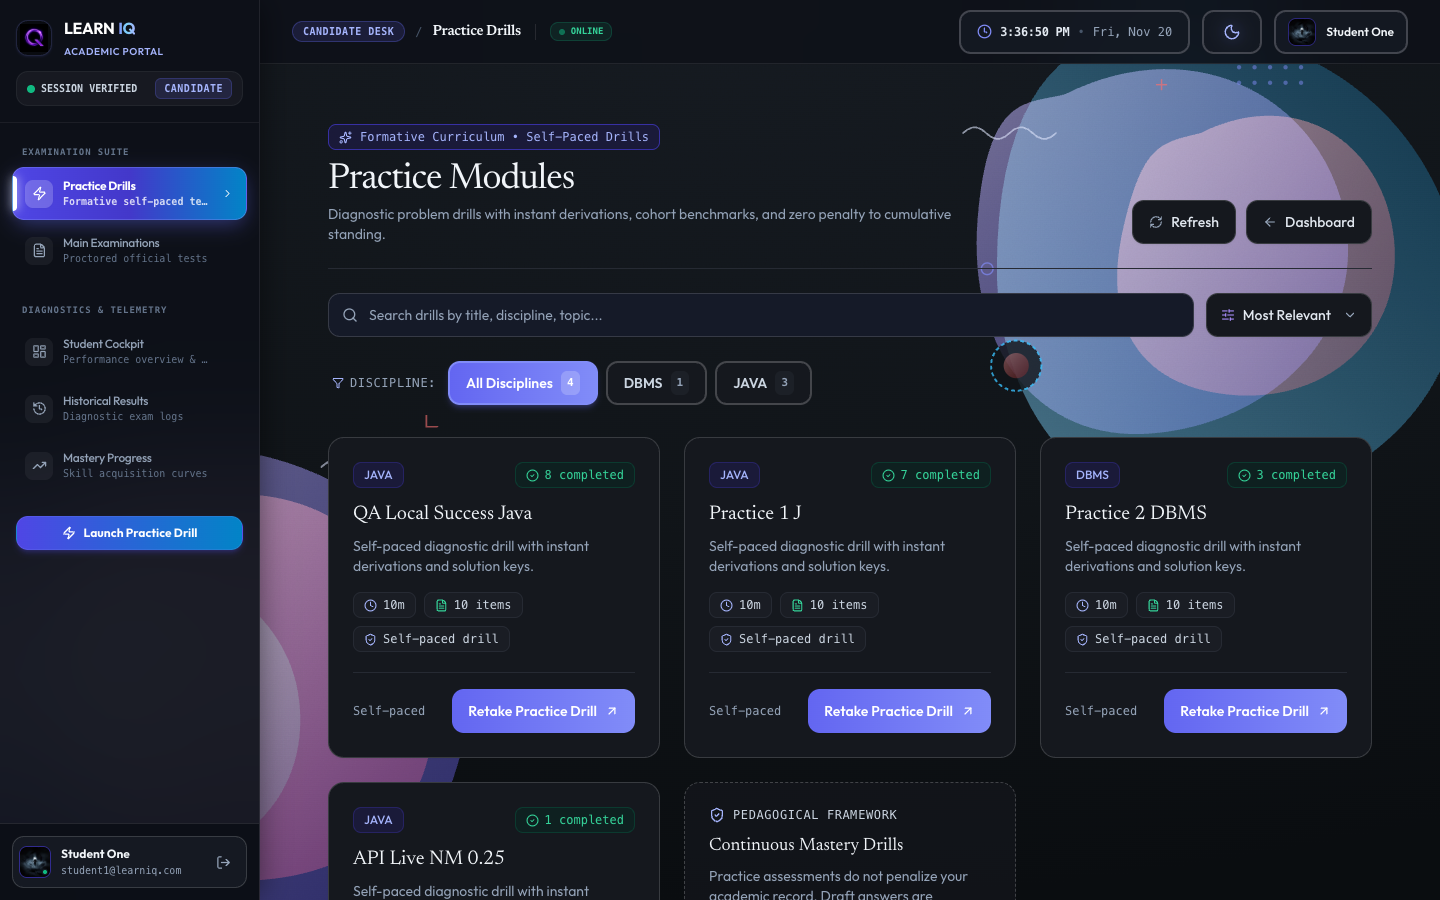 LEARN IQ
ACADEMIC PORTAL
SESSION VERIFIED
CANDIDATE
EXAMINATION SUITE
Practice Drills
Formative self-paced te…
Main Examinations
Proctored official tests
DIAGNOSTICS & TELEMETRY
Student Cockpit
Performance overview & …
Historical Results
Diagnostic exam logs
Mastery Progress
Skill acquisition curves
Launch Practice Drill
Student One
student1@learniq.com
CANDIDATE DESK / Practice Drills
ONLINE
3:36:50 PM • Fri, Nov 20
Student One
Formative Curriculum • Self-Paced Drills
Practice Modules
Diagnostic problem drills with instant derivations, cohort benchmarks, and zero penalty to cumulative
standing.
Refresh
Dashboard
Search drills by title, discipline, topic...
Most Relevant
DISCIPLINE:
All Disciplines 4
DBMS 1
JAVA 3
JAVA
8 completed
QA Local Success Java
Self-paced diagnostic drill with instant
derivations and solution keys.
10m
10 items
Self-paced drill
Self-paced
Retake Practice Drill
JAVA
7 completed
Practice 1 J
Self-paced diagnostic drill with instant
derivations and solution keys.
10m
10 items
Self-paced drill
Self-paced
Retake Practice Drill
DBMS
3 completed
Practice 2 DBMS
Self-paced diagnostic drill with instant
derivations and solution keys.
10m
10 items
Self-paced drill
Self-paced
Retake Practice Drill
JAVA
1 completed
API Live NM 0.25
Self-paced diagnostic drill with instant
PEDAGOGICAL FRAMEWORK
Continuous Mastery Drills
Practice assessments do not penalize your
academic record. Draft answers are